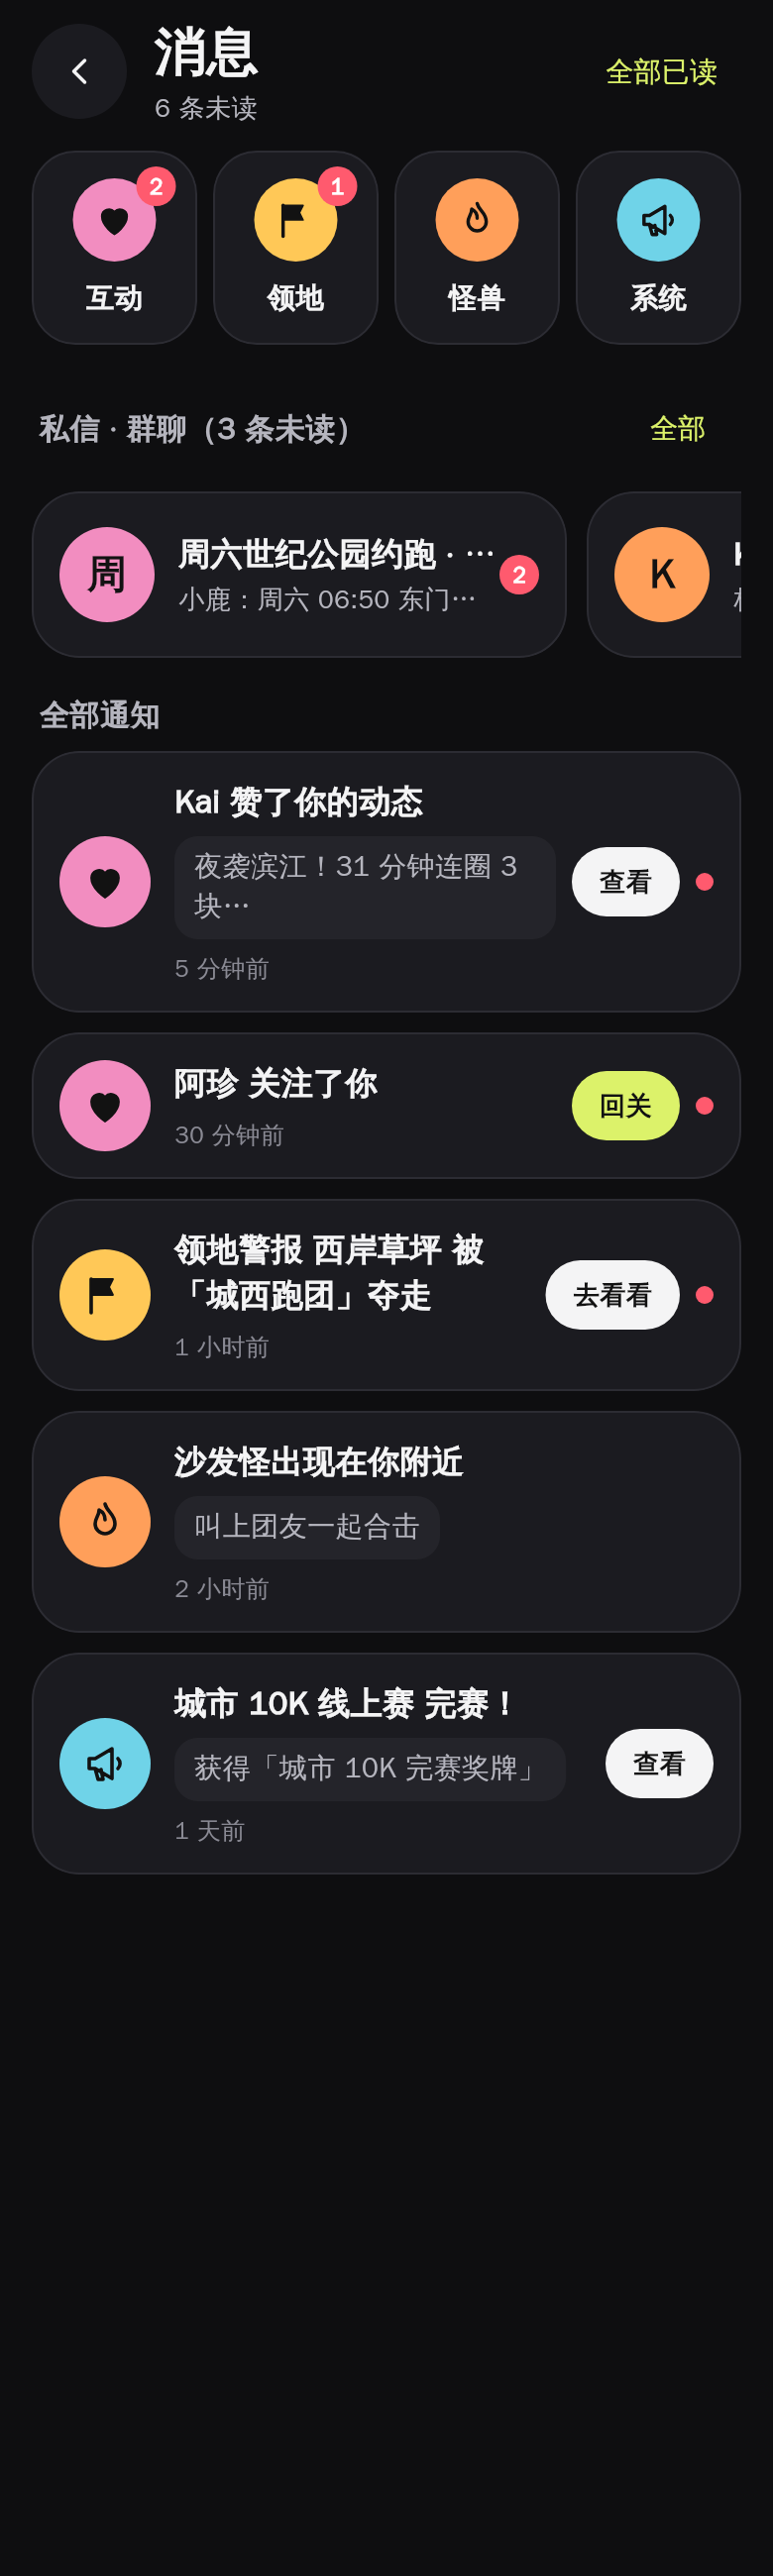 消息
6 条未读
全部已读
2
1
互动
领地
怪兽
系统
私信 · 群聊（3 条未读）
全部
周
周六世纪公园约跑 · …
小鹿：周六 06:50 东门…
2
K
全部通知
Kai 赞了你的动态
夜袭滨江！31 分钟连圈 3
块…
5 分钟前
查看
阿珍 关注了你
30 分钟前
回关
领地警报 西岸草坪 被
「城西跑团」夺走
1 小时前
去看看
沙发怪出现在你附近
叫上团友一起合击
2 小时前
城市 10K 线上赛 完赛！
获得「城市 10K 完赛奖牌」
1 天前
查看